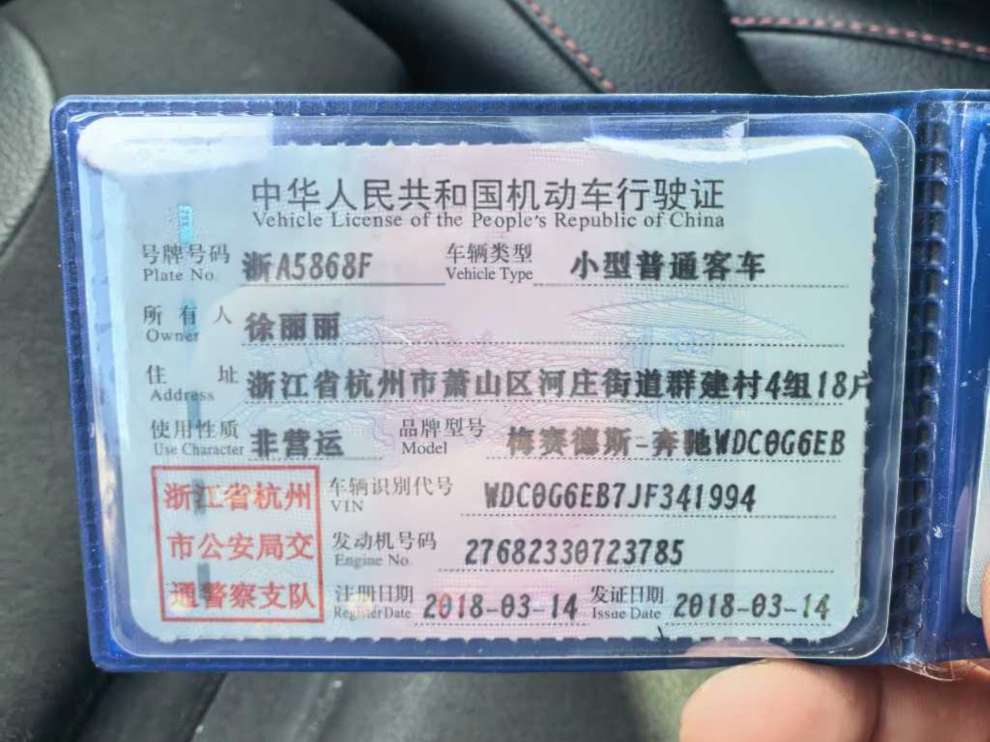 中华人民共和国机动车行驶证
Vehicle License of the People's Republic of China
号牌号码 浙A5868F 车辆类型 小型普通客车
Plate No. Vehicle Type
所有人 徐丽丽
Owner
住址 浙江省杭州市萧山区河庄街道群建村4组18户
Address
使用性质 非营运 品牌型号 梅赛德斯-奔驰WDC0G6EB
Use Character Model
浙江省杭州 车辆识别代号 WDC0G6EB7JF341994
VIN
市公安局交 发动机号码 27682330723785
Engine No.
通警察支队 注册日期 2018-03-14 发证日期 2018-03-14
Register Date Issue Date